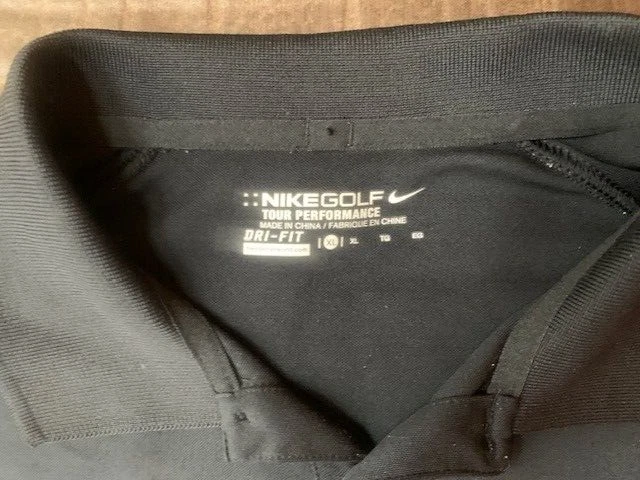 NIKEGOLF
TOUR PERFORMANCE
MADE IN CHINA / FABRIQUE EN CHINE
DRI-FIT | XL | XL TG EG